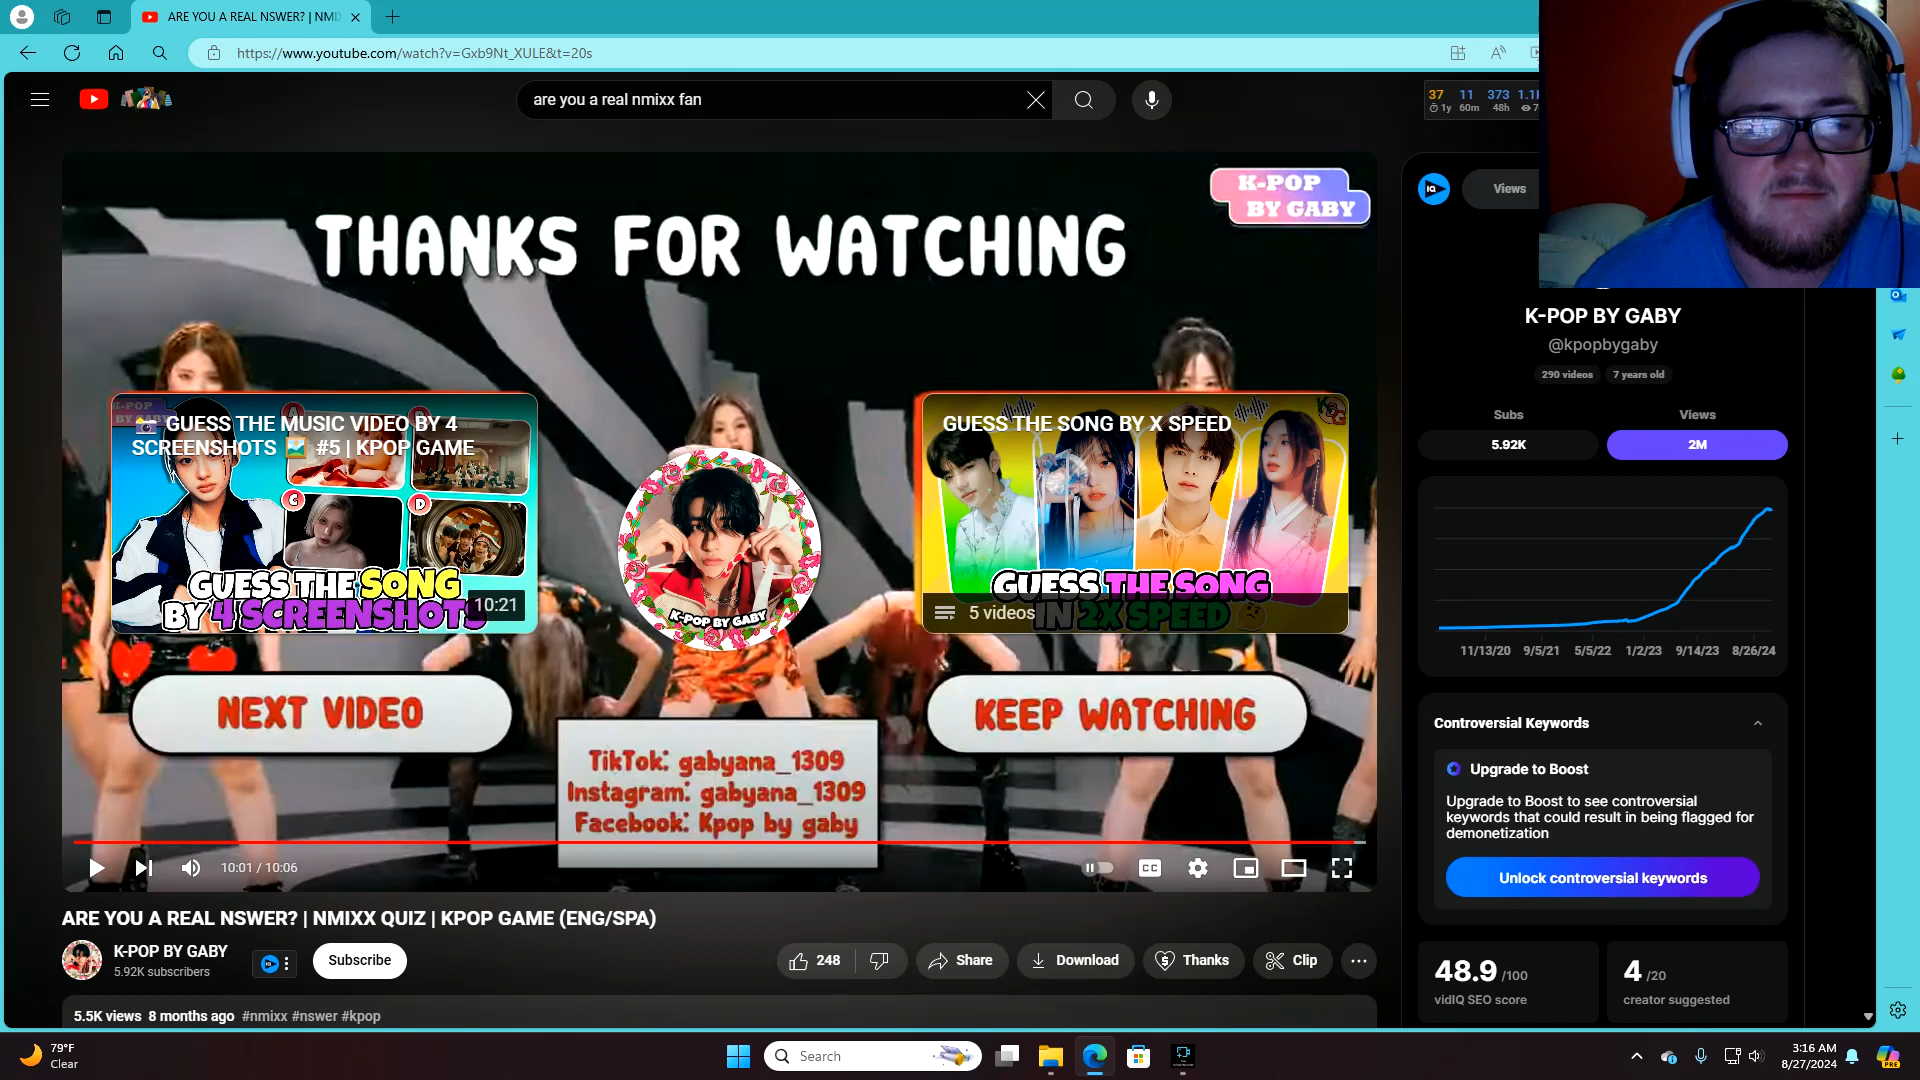 ARE YOU A REAL NSWER? | NMI
https://www.youtube.com/watch?v=Gxb9Nt_XULE&t=20s
are you a real nmixx fan
37 11 373 1.1
1y 60m 48h
K-POP
BY GABY
THANKS FOR WATCHING
GUESS THE MUSIC VIDEO BY 4
SCREENSHOTS 🖼️ #5 | KPOP GAME
A
C
D
GUESS THE SONG
BY 4 SCREENSHOTS
10:21
K-POP BY GABY
GUESS THE SONG BY X SPEED
GUESS THE SONG
IN 2X SPEED
5 videos
NEXT VIDEO
KEEP WATCHING
TikTok: gabyana_1309
Instagram: gabyana_1309
Facebook: Kpop by gaby
10:01 / 10:06
CC
ARE YOU A REAL NSWER? | NMIXX QUIZ | KPOP GAME (ENG/SPA)
K-POP BY GABY
5.92K subscribers
Subscribe
248
Share
Download
Thanks
Clip
5.5K views 8 months ago #nmixx #nswer #kpop
IQ
Views
K-POP BY GABY
@kpopbygaby
290 videos 7 years old
Subs Views
5.92K 2M
11/13/20 9/5/21 5/5/22 1/2/23 9/14/23 8/26/24
Controversial Keywords
Upgrade to Boost
Upgrade to Boost to see controversial
keywords that could result in being flagged for
demonetization
Unlock controversial keywords
48.9 /100
vidIQ SEO score
4 /20
creator suggested
79°F
Clear
Search
3:16 AM
8/27/2024
PRE